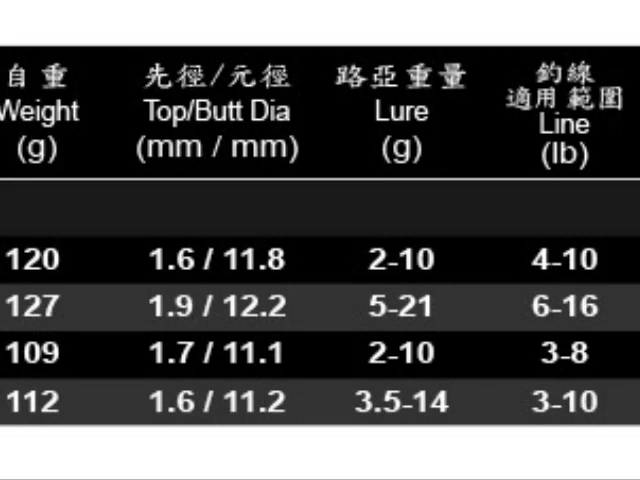 自重 先徑/元徑 路亞重量 釣線
適用範圍
Weight Top/Butt Dia Lure Line
(g) (mm / mm) (g) (lb)
120 1.6 / 11.8 2-10 4-10
127 1.9 / 12.2 5-21 6-16
109 1.7 / 11.1 2-10 3-8
112 1.6 / 11.2 3.5-14 3-10